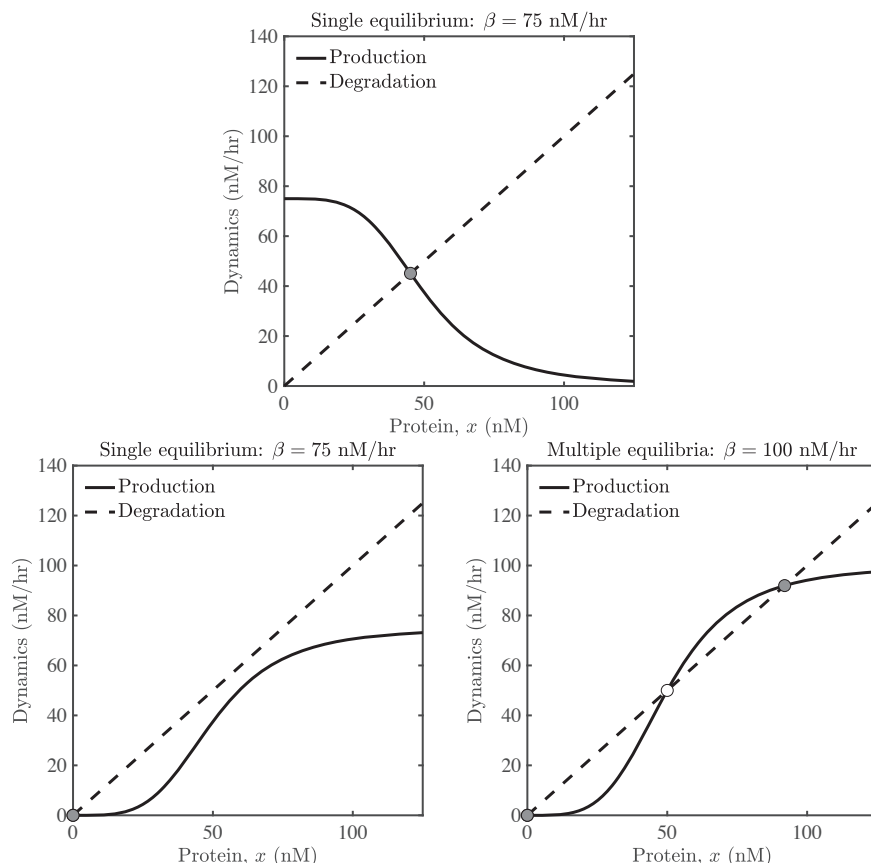 Single equilibrium: β = 75 nM/hr
140
120
100
80
60
40
20
0
Dynamics (nM/hr)
Production
Degradation
0 50 100
Protein, x (nM)
Single equilibrium: β = 75 nM/hr
140
120
100
80
60
40
20
0
Dynamics (nM/hr)
Production
Degradation
0 50 100
Protein, x (nM)
Multiple equilibria: β = 100 nM/hr
140
120
100
80
60
40
20
0
Dynamics (nM/hr)
Production
Degradation
0 50 100
Protein, x (nM)